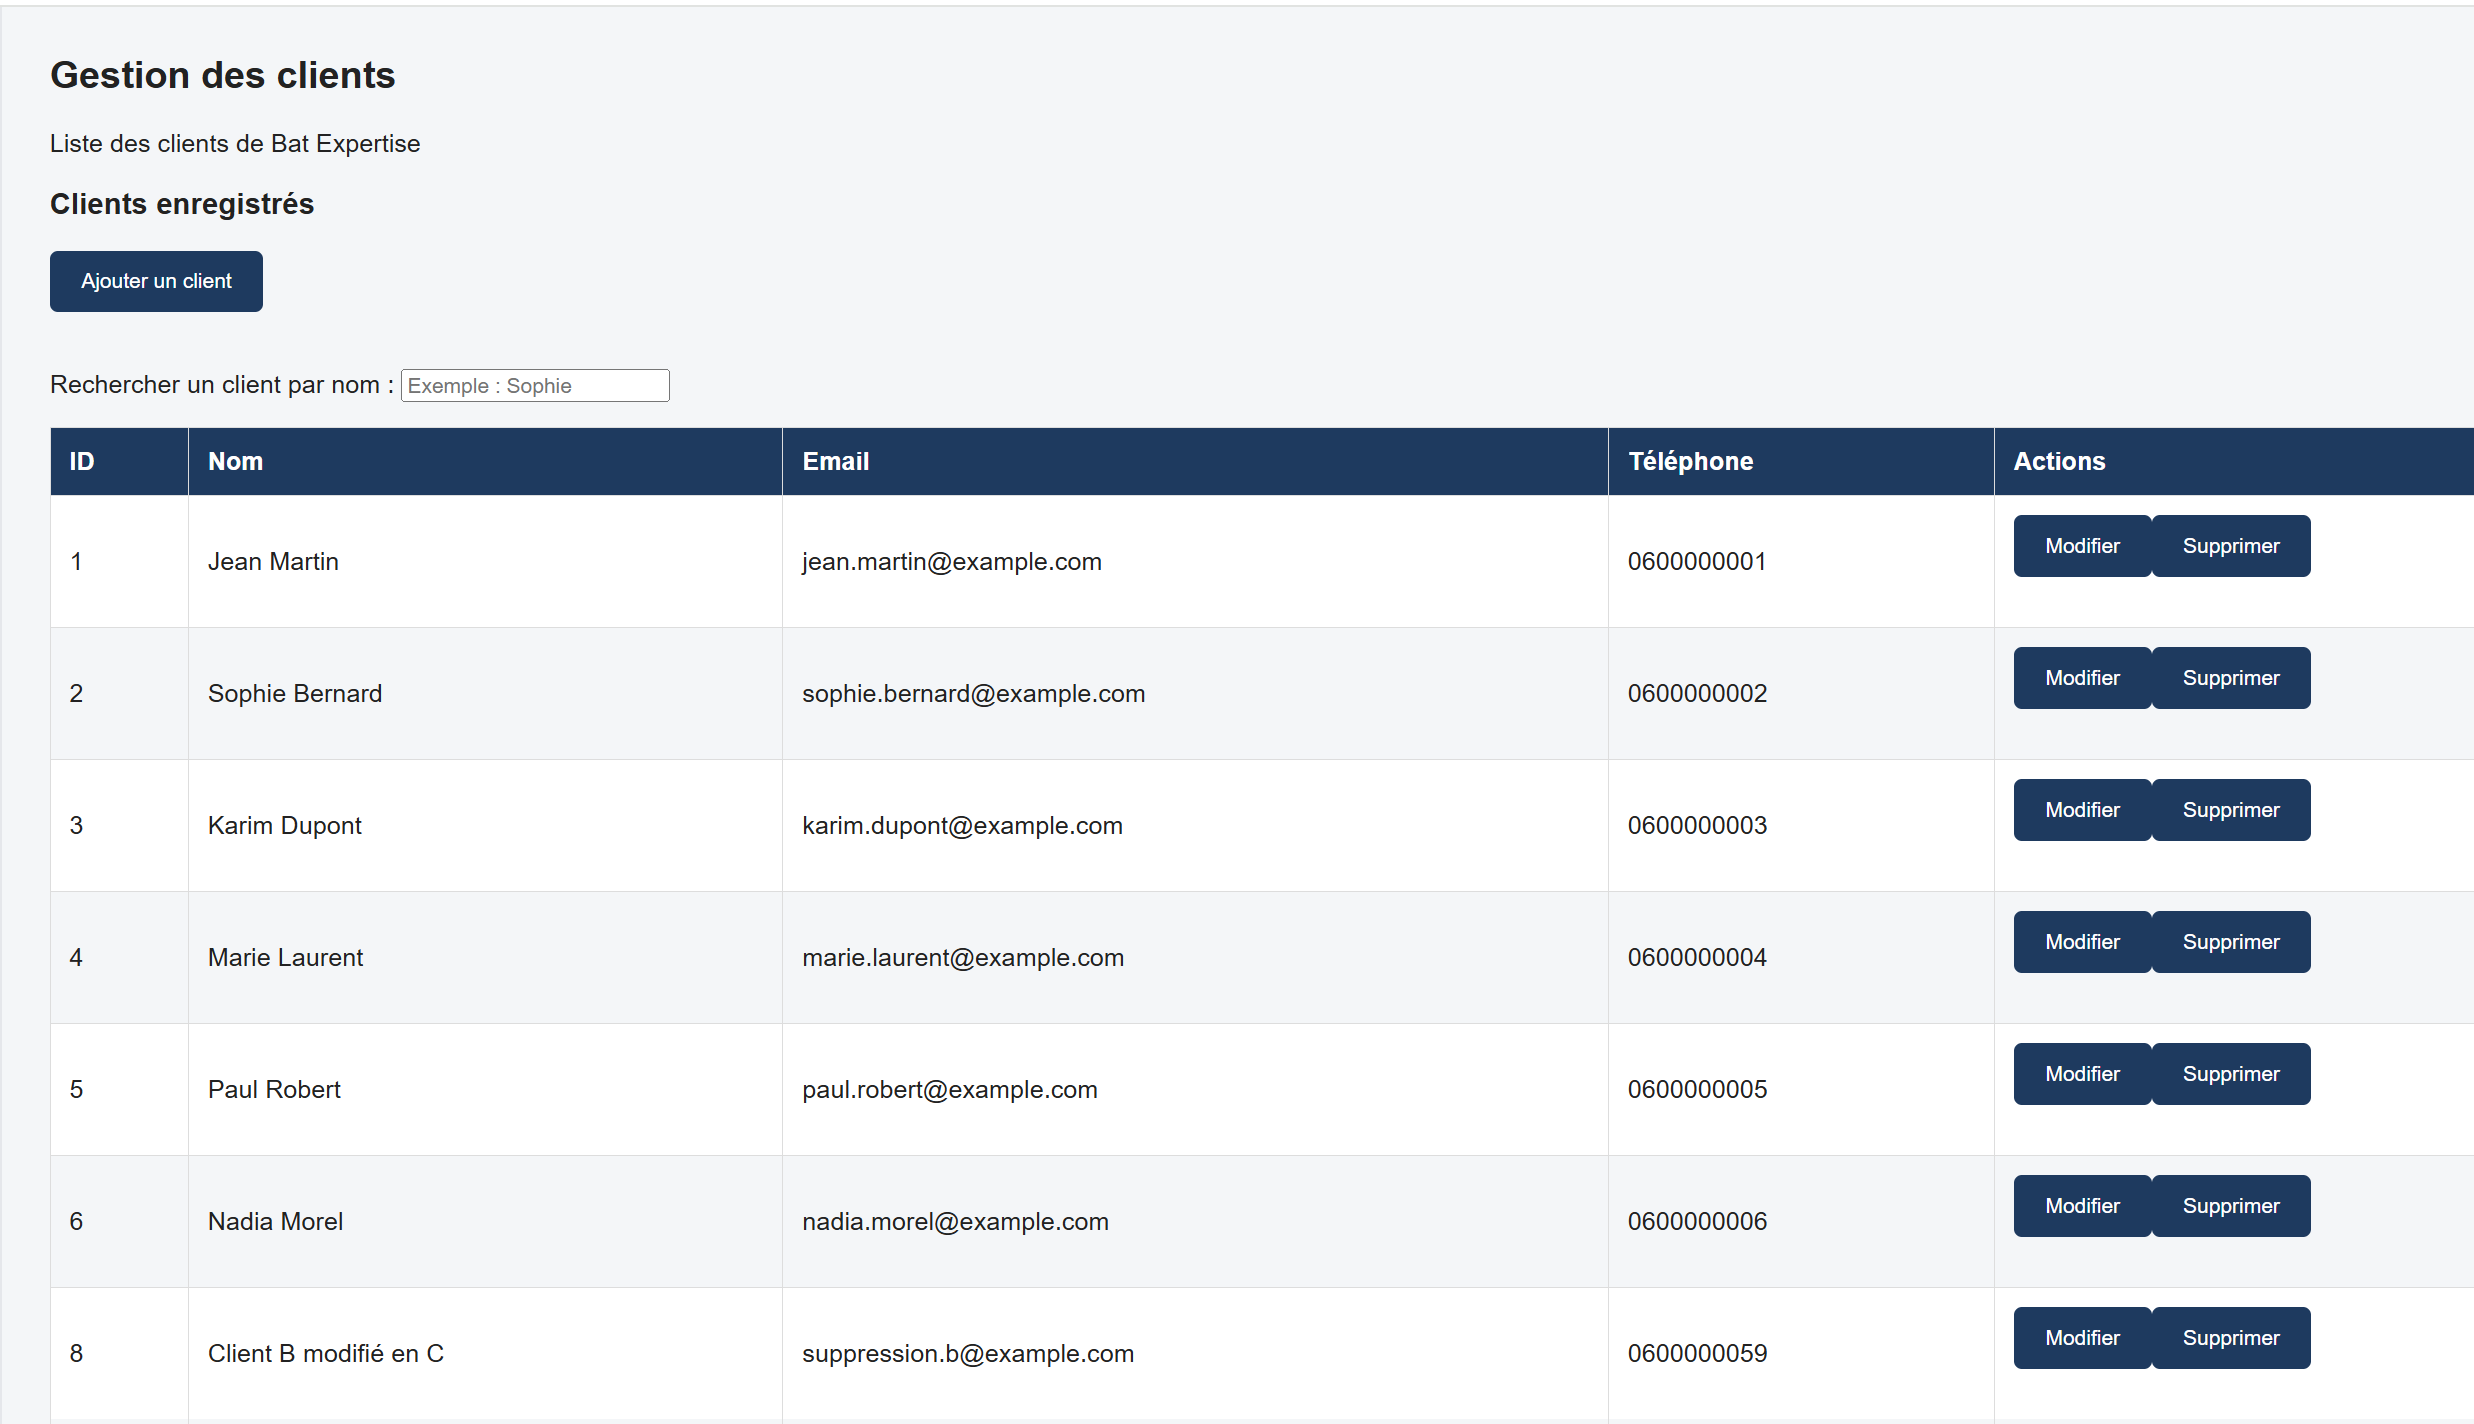 Gestion des clients
Liste des clients de Bat Expertise
Clients enregistrés
Ajouter un client
Rechercher un client par nom : Exemple : Sophie
ID Nom Email Téléphone Actions
1 Jean Martin jean.martin@example.com 0600000001 Modifier Supprimer
2 Sophie Bernard sophie.bernard@example.com 0600000002 Modifier Supprimer
3 Karim Dupont karim.dupont@example.com 0600000003 Modifier Supprimer
4 Marie Laurent marie.laurent@example.com 0600000004 Modifier Supprimer
5 Paul Robert paul.robert@example.com 0600000005 Modifier Supprimer
6 Nadia Morel nadia.morel@example.com 0600000006 Modifier Supprimer
8 Client B modifié en C suppression.b@example.com 0600000059 Modifier Supprimer